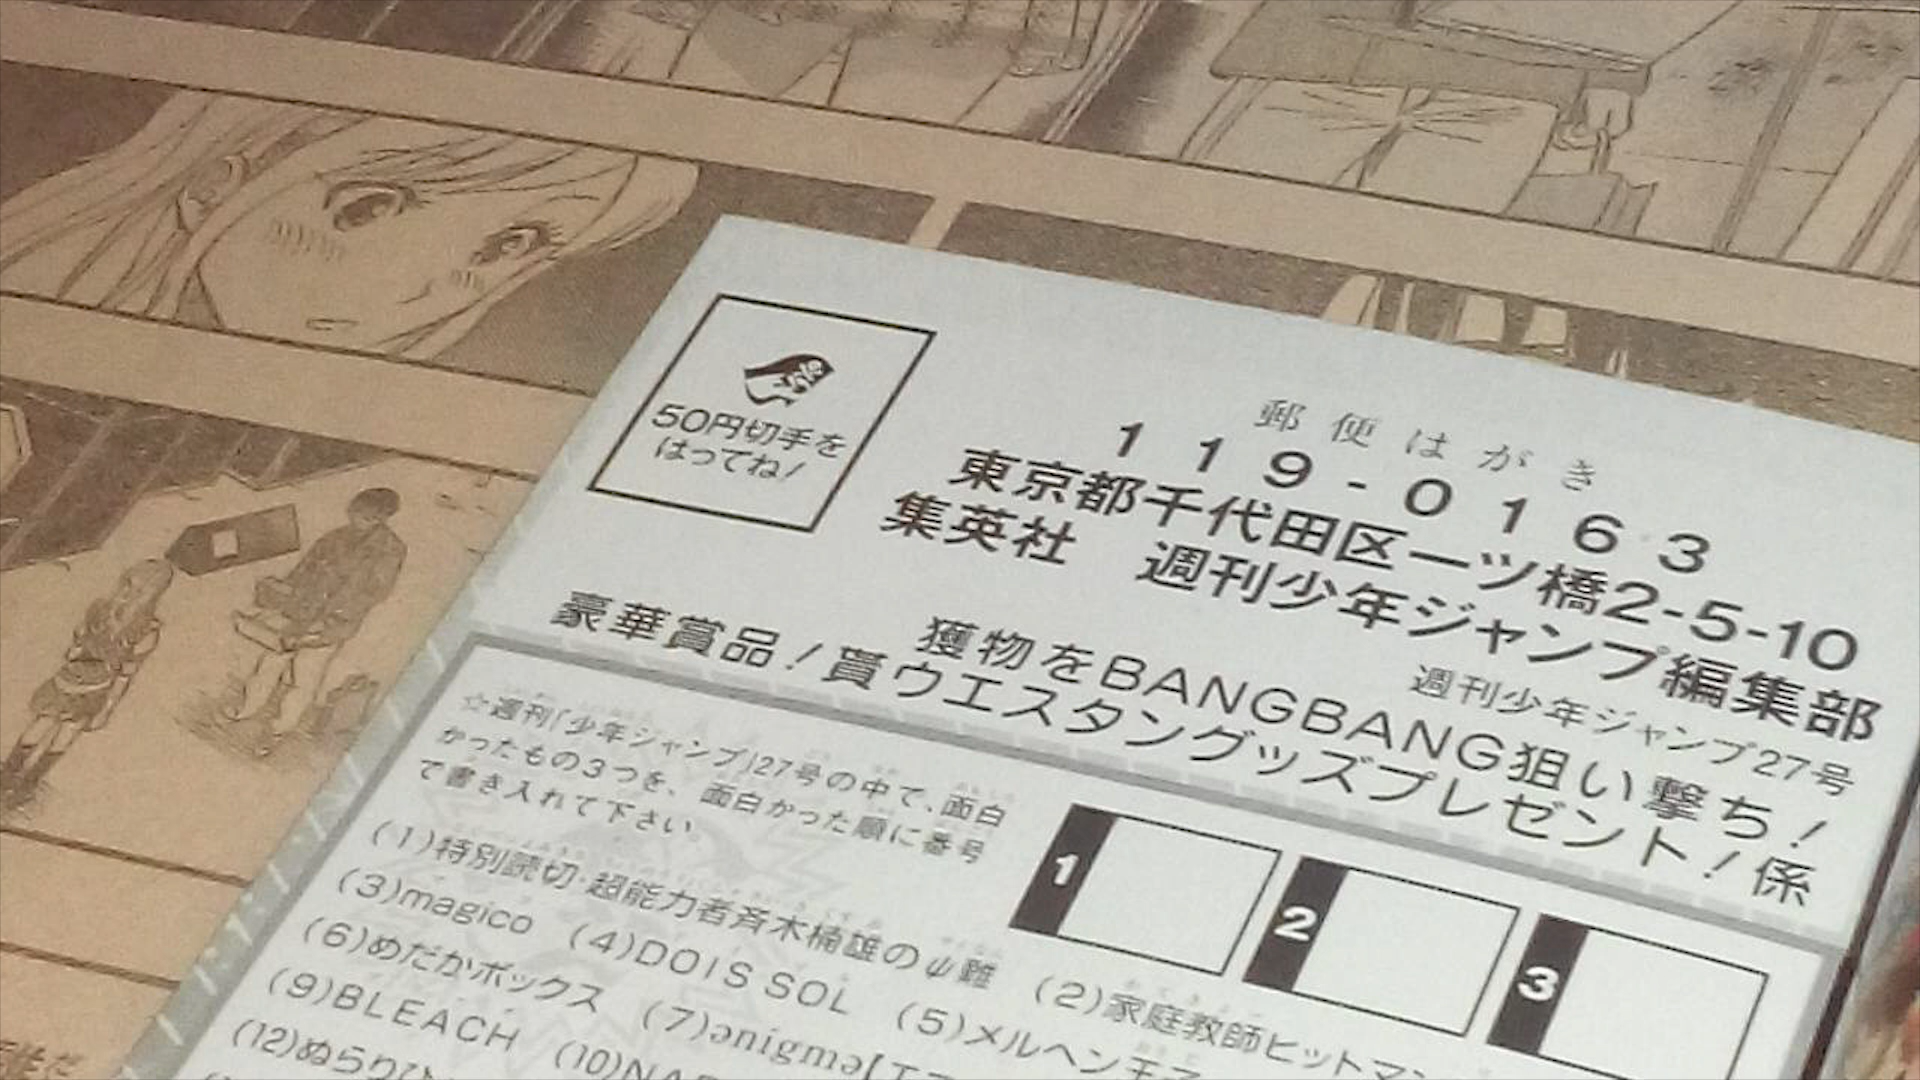 50円切手を
はってね!
郵便はがき
119-0163
東京都千代田区一ツ橋2-5-10
集英社 週刊少年ジャンプ編集部
週刊少年ジャンプ27号
獲物をBANGBANG狙い撃ち!
豪華賞品!賞ウエスタングッズプレゼント!係
☆週刊「少年ジャンプ」27号の中で、面白
かったもの3つを、面白かった順に番号
で書き入れて下さい。
1
2
3
(1)特別読切・超能力者斉木楠雄のψ難 (2)家庭教師ヒットマン
(3)magico (4)DOIS SOL (5)メルヘン王子
(6)めだかボックス (7)ənigmə【エニ
(9)BLEACH (10)NAR
(12)ぬらりひ